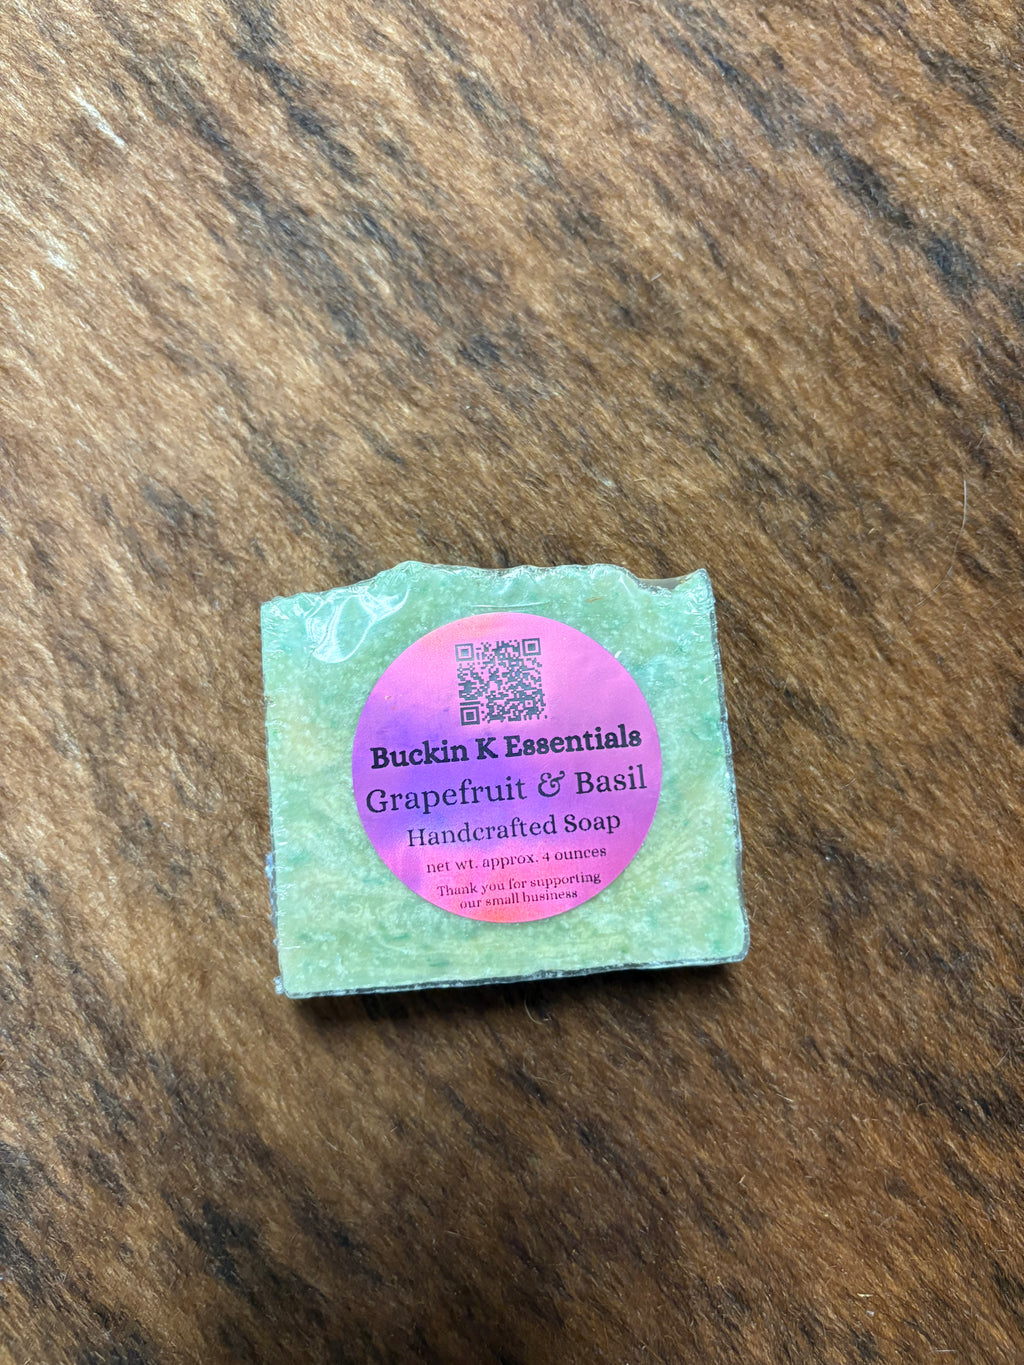 Buckin K Essentials
Grapefruit & Basil
Handcrafted Soap
net wt. approx. 4 ounces
Thank you for supporting
our small business